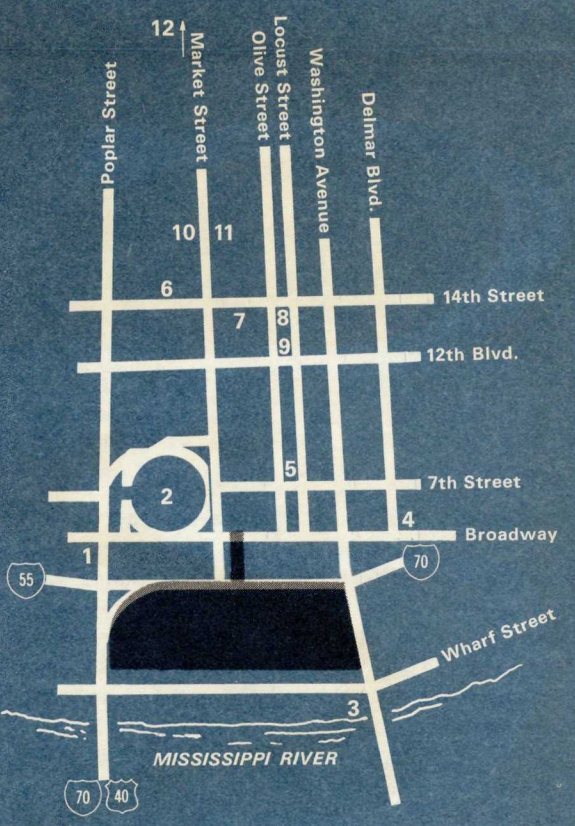 12
Poplar Street
Market Street
Olive Street
Locust Street
Washington Avenue
Delmar Blvd.
10 11
6
14th Street
7
8
9
12th Blvd.
5
2
7th Street
4
Broadway
1
55
70
Wharf Street
3
MISSISSIPPI RIVER
70 40